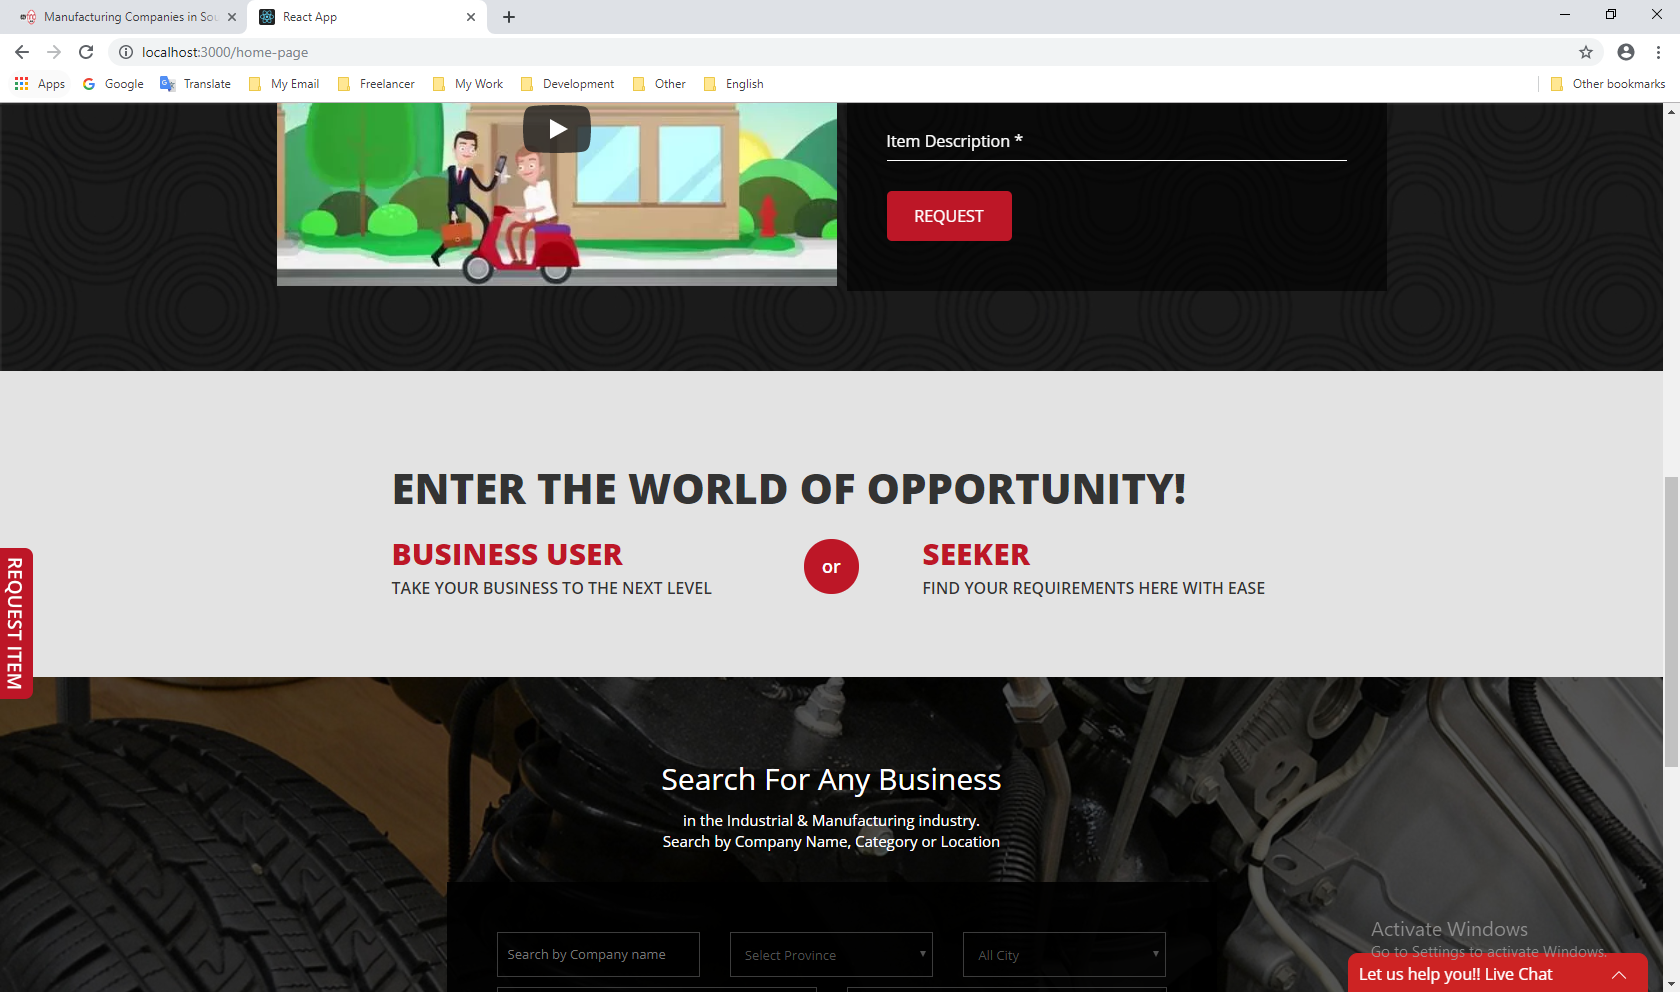 Manufacturing Companies in Sou
React App
localhost:3000/home-page
Apps
Google
Translate
My Email
Freelancer
My Work
Development
Other
English
Other bookmarks
Item Description *
REQUEST
ENTER THE WORLD OF OPPORTUNITY!
BUSINESS USER
TAKE YOUR BUSINESS TO THE NEXT LEVEL
or
SEEKER
FIND YOUR REQUIREMENTS HERE WITH EASE
REQUEST ITEM
Search For Any Business
in the Industrial & Manufacturing industry.
Search by Company Name, Category or Location
Search by Company name
Select Province
All City
Activate Windows
Go to Settings to activate Windows.
Let us help you!! Live Chat